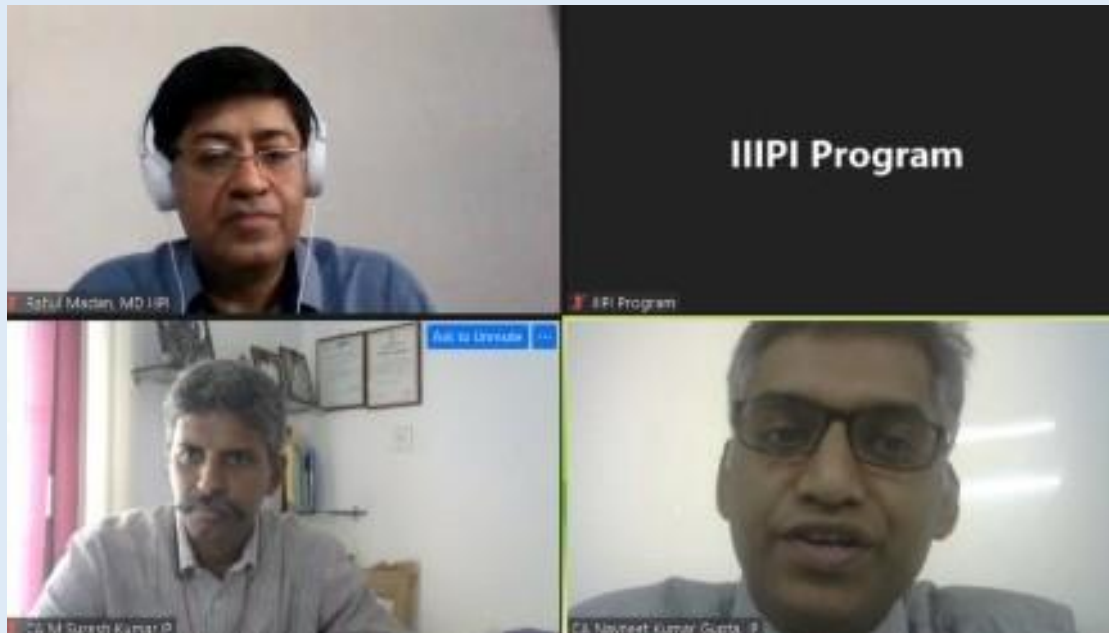 IIIPI Program
Rahul Madan, MD IIIPI
IIIPI Program
Ask to Unmute
CA M Suresh Kumar IP
CA Navneet Kumar Gupta, IP